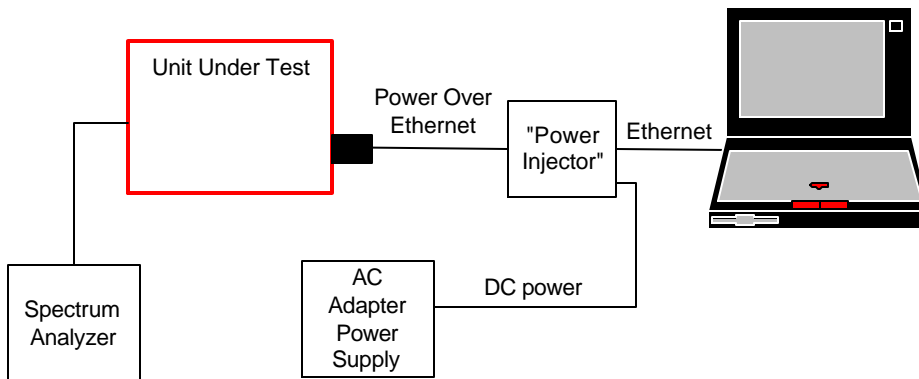 Unit Under Test
Power Over
Ethernet
"Power
Injector"
Ethernet
Spectrum
Analyzer
AC
Adapter
Power
Supply
DC power